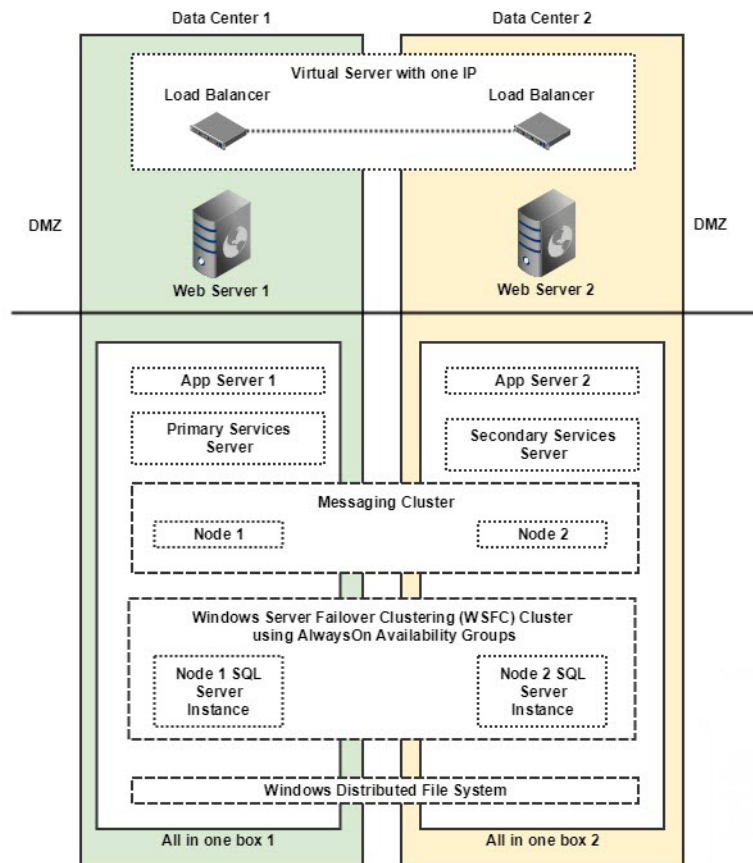 Data Center 1
Data Center 2
Virtual Server with one IP
Load Balancer
Load Balancer
DMZ
DMZ
Web Server 1
Web Server 2
App Server 1
App Server 2
Primary Services
Server
Secondary Services
Server
Messaging Cluster
Node 1
Node 2
Windows Server Failover Clustering (WSFC) Cluster
using AlwaysOn Availability Groups
Node 1 SQL
Server
Instance
Node 2 SQL
Server
Instance
Windows Distributed File System
All in one box 1
All in one box 2